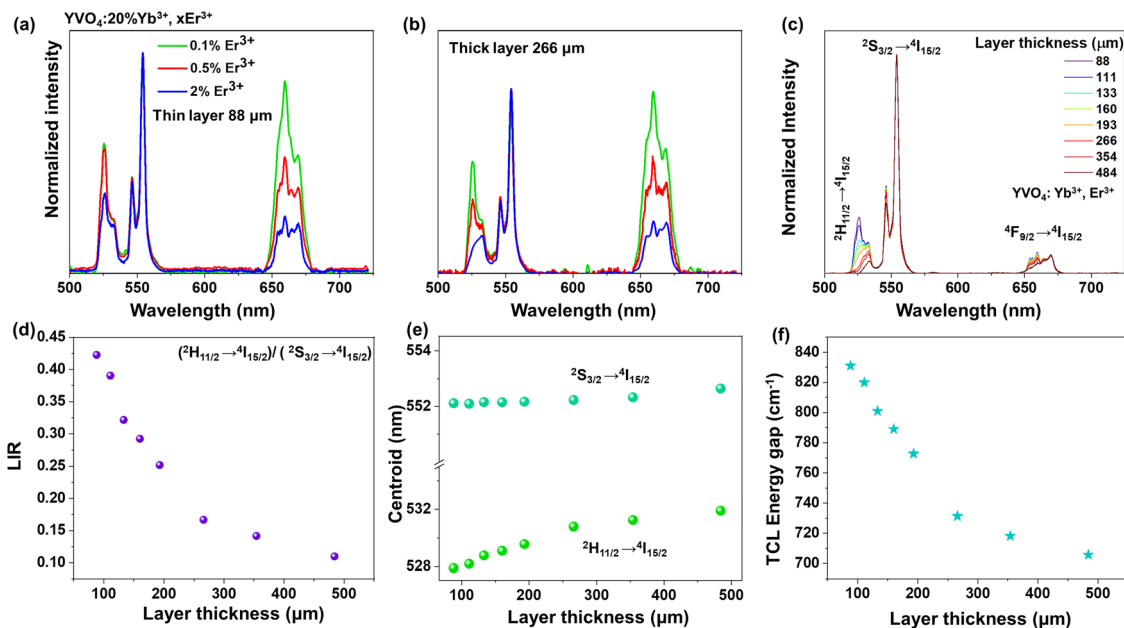 (a)
YVO₄:20%Yb³⁺, xEr³⁺
0.1% Er³⁺
0.5% Er³⁺
2% Er³⁺
Thin layer 88 µm
Normalized intensity
500 550 600 650 700
Wavelength (nm)
(b)
Thick layer 266 µm
500 550 600 650 700
Wavelength (nm)
(c)
²S₃/₂→⁴I₁₅/₂
Layer thickness (µm)
88
111
133
160
193
266
354
484
²H₁₁/₂→⁴I₁₅/₂
YVO₄: Yb³⁺, Er³⁺
⁴F₉/₂→⁴I₁₅/₂
Normalized Intensity
500 550 600 650 700
Wavelength (nm)
(d)
(²H₁₁/₂→⁴I₁₅/₂)/( ²S₃/₂→⁴I₁₅/₂)
0.45
0.40
0.35
0.30
0.25
0.20
0.15
0.10
LIR
100 200 300 400 500
Layer thickness (µm)
(e)
554
552
532
528
²S₃/₂→⁴I₁₅/₂
²H₁₁/₂→⁴I₁₅/₂
Centroid (nm)
100 150 200 250 300 350 400 450 500
Layer thickness (µm)
(f)
840
820
800
780
760
740
720
700
TCL Energy gap (cm⁻¹)
100 200 300 400 500
Layer thickness (µm)